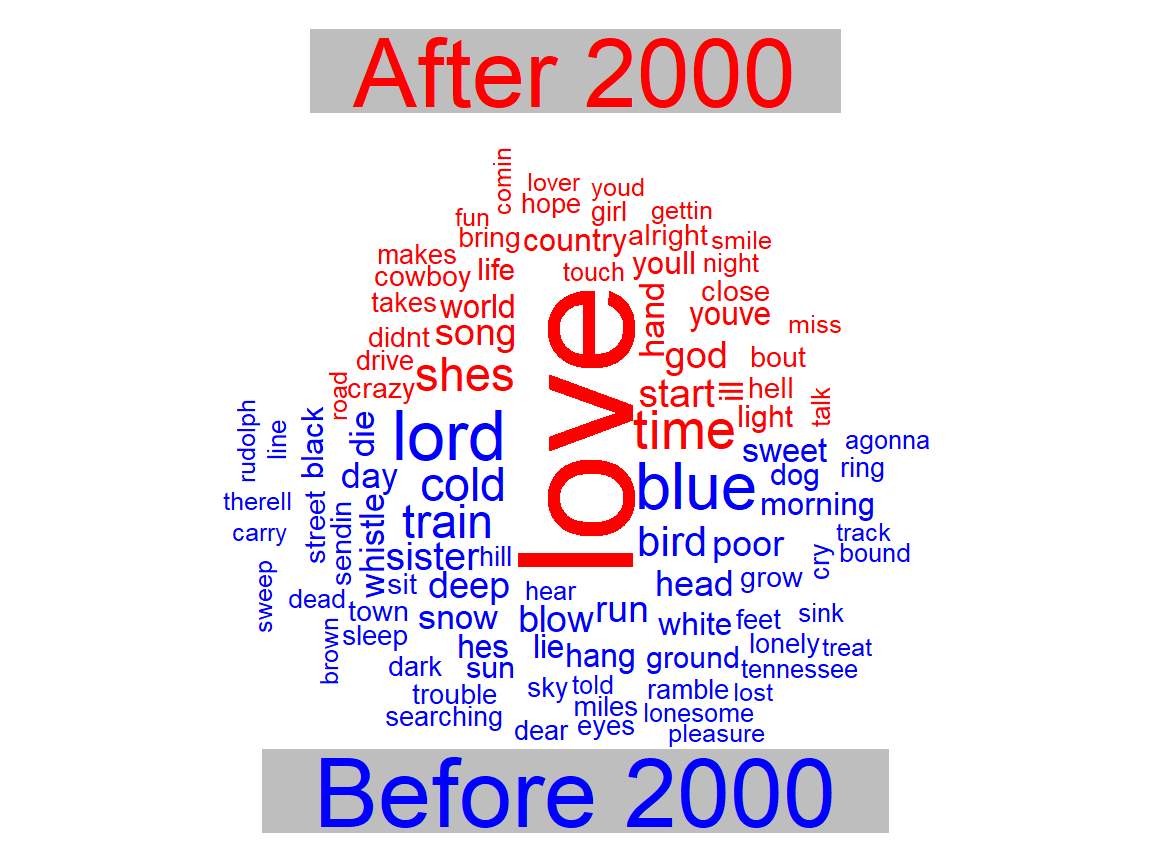 After 2000
comin
lover
youd
hope
girl
gettin
fun
bring
country
alright
smile
makes
cowboy
life
touch
youll
night
takes
world
hand
close
youve
miss
didnt
song
love
god
bout
drive
shes
road
crazy
start
ill
hell
talk
time
light
rudolph
line
black
die
lord
sweet
agonna
day
cold
blue
dog
ring
morning
therell
carry
street
sendin
whistle
train
sister
hill
bird
poor
track
bound
cry
sweep
dead
sit
deep
hear
head
grow
town
snow
blow
run
white
feet
sink
brown
sleep
hes
lie
hang
ground
lonely
treat
dark
sun
tennessee
trouble
sky
told
ramble
lost
searching
miles
lonesome
dear
eyes
pleasure
Before 2000